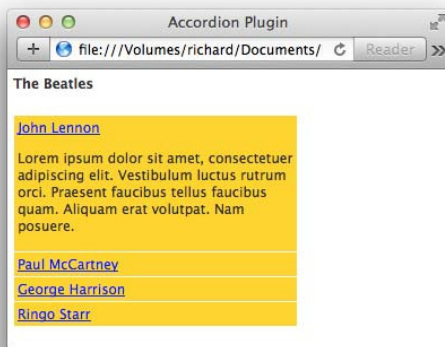 Accordion Plugin
file:///Volumes/richard/Documents/
Reader
The Beatles
John Lennon
Lorem ipsum dolor sit amet, consectetuer
adipiscing elit. Vestibulum luctus rutrum
orci. Praesent faucibus tellus faucibus
quam. Aliquam erat volutpat. Nam
posuere.
Paul McCartney
George Harrison
Ringo Starr